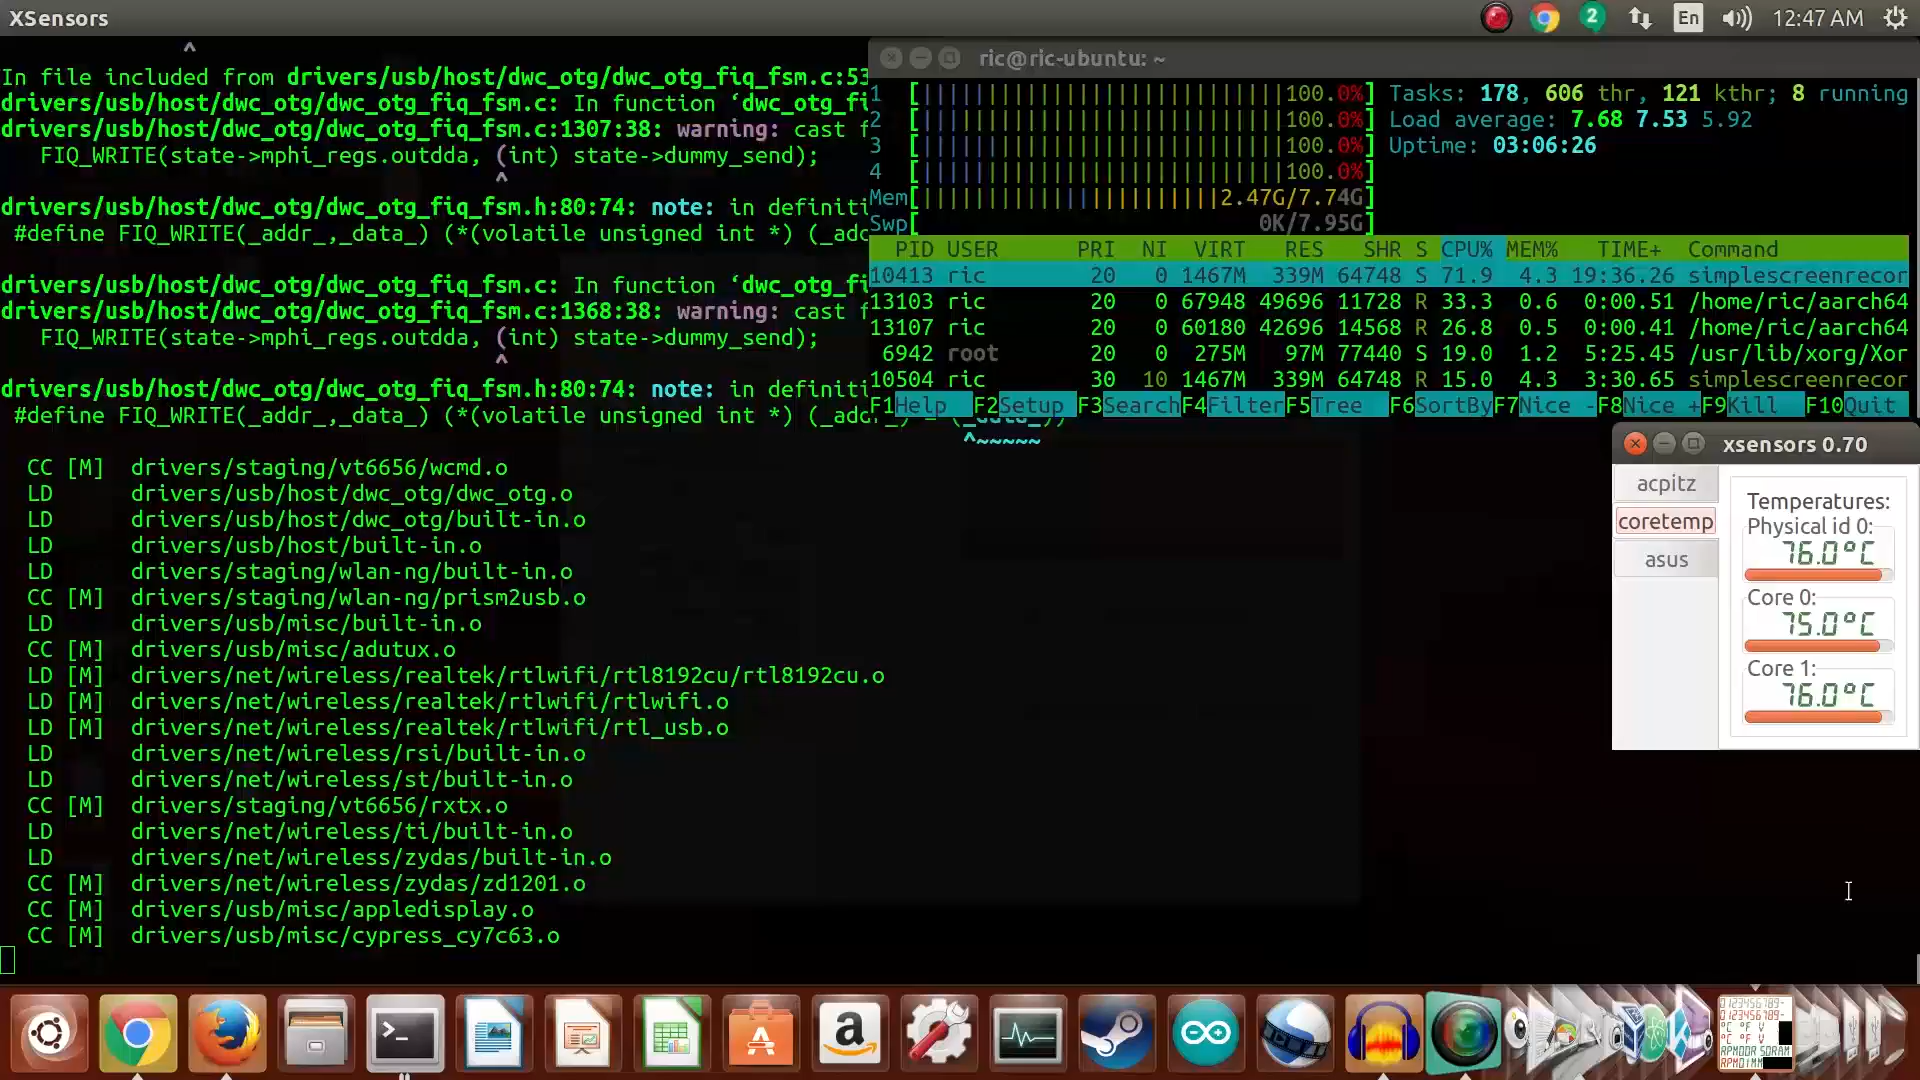 XSensors
En
12:47 AM
^
In file included from drivers/usb/host/dwc_otg/dwc_otg_fiq_fsm.c:53
drivers/usb/host/dwc_otg/dwc_otg_fiq_fsm.c: In function ‘dwc_otg_fi
drivers/usb/host/dwc_otg/dwc_otg_fiq_fsm.c:1307:38: warning: cast f
FIQ_WRITE(state->mphi_regs.outdda, (int) state->dummy_send);
^
drivers/usb/host/dwc_otg/dwc_otg_fiq_fsm.h:80:74: note: in definiti
#define FIQ_WRITE(_addr_,_data_) (*(volatile unsigned int *) (_add
drivers/usb/host/dwc_otg/dwc_otg_fiq_fsm.c: In function ‘dwc_otg_fi
drivers/usb/host/dwc_otg/dwc_otg_fiq_fsm.c:1368:38: warning: cast f
FIQ_WRITE(state->mphi_regs.outdda, (int) state->dummy_send);
^
drivers/usb/host/dwc_otg/dwc_otg_fiq_fsm.h:80:74: note: in definiti
#define FIQ_WRITE(_addr_,_data_) (*(volatile unsigned int *) (_addr_) = (_data_))
^~~~~~
CC [M] drivers/staging/vt6656/wcmd.o
LD drivers/usb/host/dwc_otg/dwc_otg.o
LD drivers/usb/host/dwc_otg/built-in.o
LD drivers/usb/host/built-in.o
LD drivers/staging/wlan-ng/built-in.o
CC [M] drivers/staging/wlan-ng/prism2usb.o
LD drivers/usb/misc/built-in.o
CC [M] drivers/usb/misc/adutux.o
LD [M] drivers/net/wireless/realtek/rtlwifi/rtl8192cu/rtl8192cu.o
LD [M] drivers/net/wireless/realtek/rtlwifi/rtlwifi.o
LD [M] drivers/net/wireless/realtek/rtlwifi/rtl_usb.o
LD drivers/net/wireless/rsi/built-in.o
LD drivers/net/wireless/st/built-in.o
CC [M] drivers/staging/vt6656/rxtx.o
LD drivers/net/wireless/ti/built-in.o
LD drivers/net/wireless/zydas/built-in.o
CC [M] drivers/net/wireless/zydas/zd1201.o
CC [M] drivers/usb/misc/appledisplay.o
CC [M] drivers/usb/misc/cypress_cy7c63.o
ric@ric-ubuntu: ~
1 [||||||||||||||||||||||||||||||||||100.0%] Tasks: 178, 606 thr, 121 kthr; 8 running
2 [||||||||||||||||||||||||||||||||||100.0%] Load average: 7.68 7.53 5.92
3 [||||||||||||||||||||||||||||||||||100.0%] Uptime: 03:06:26
4 [||||||||||||||||||||||||||||||||||100.0%]
Mem[|||||||||||||||||||||||2.47G/7.74G]
Swp[ 0K/7.95G]
PID USER PRI NI VIRT RES SHR S CPU% MEM% TIME+ Command
10413 ric 20 0 1467M 339M 64748 S 71.9 4.3 19:36.26 simplescreenrecor
13103 ric 20 0 67948 49696 11728 R 33.3 0.6 0:00.51 /home/ric/aarch64
13107 ric 20 0 60180 42696 14568 R 26.8 0.5 0:00.41 /home/ric/aarch64
6942 root 20 0 275M 97M 77440 S 19.0 1.2 5:25.45 /usr/lib/xorg/Xor
10504 ric 30 10 1467M 339M 64748 R 15.0 4.3 3:30.65 simplescreenrecor
F1Help F2Setup F3SearchF4FilterF5Tree F6SortByF7Nice -F8Nice +F9Kill F10Quit
xsensors 0.70
acpitz
coretemp
asus
Temperatures:
Physical id 0:
76.0°C
Core 0:
75.0°C
Core 1:
76.0°C